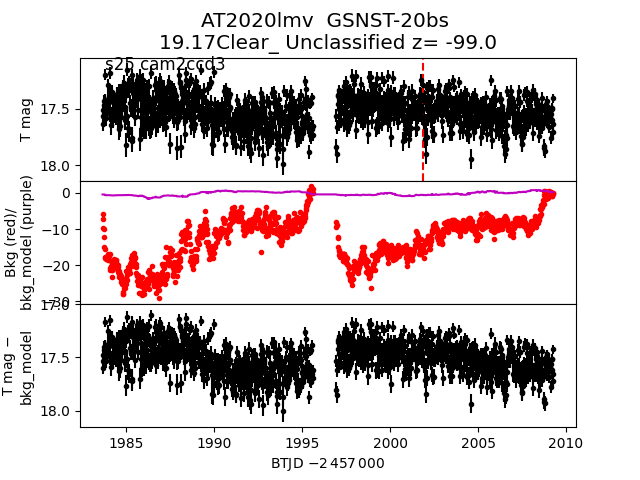 AT2020lmv GSNST-20bs
19.17Clear_ Unclassified z= -99.0
s25 cam2ccd3
T mag
17.5
18.0
Bkg (red)/
bkg_model (purple)
0
−10
−20
−30
T mag −
bkg_model
17.0
17.5
18.0
1985 1990 1995 2000 2005 2010
BTJD −2 457 000